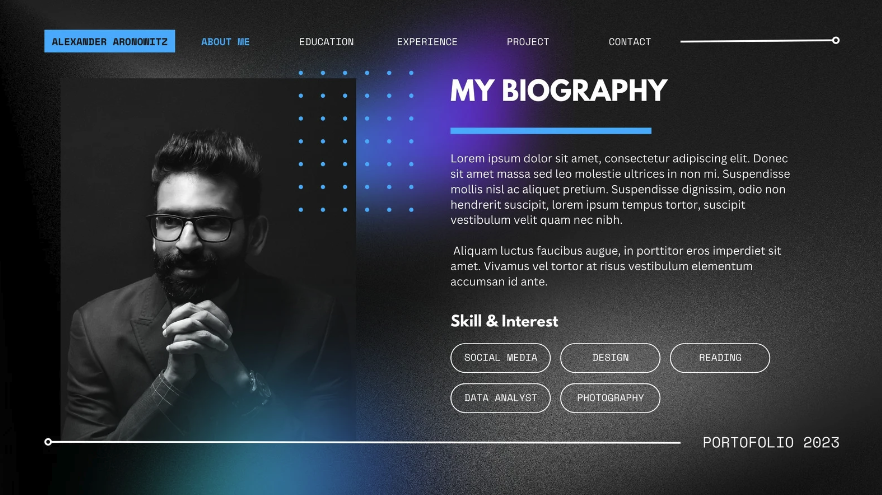 ALEXANDER ARONOWITZ
ABOUT ME
EDUCATION
EXPERIENCE
PROJECT
CONTACT
MY BIOGRAPHY
Lorem ipsum dolor sit amet, consectetur adipiscing elit. Donec
sit amet massa sed leo molestie ultrices in non mi. Suspendisse
mollis nisl ac aliquet pretium. Suspendisse dignissim, odio non
hendrerit suscipit, lorem ipsum tempus tortor, suscipit
vestibulum velit quam nec nibh.
Aliquam luctus faucibus augue, in porttitor eros imperdiet sit
amet. Vivamus vel tortor at risus vestibulum elementum
accumsan id ante.
Skill & Interest
SOCIAL MEDIA
DESIGN
READING
DATA ANALYST
PHOTOGRAPHY
PORTOFOLIO 2023